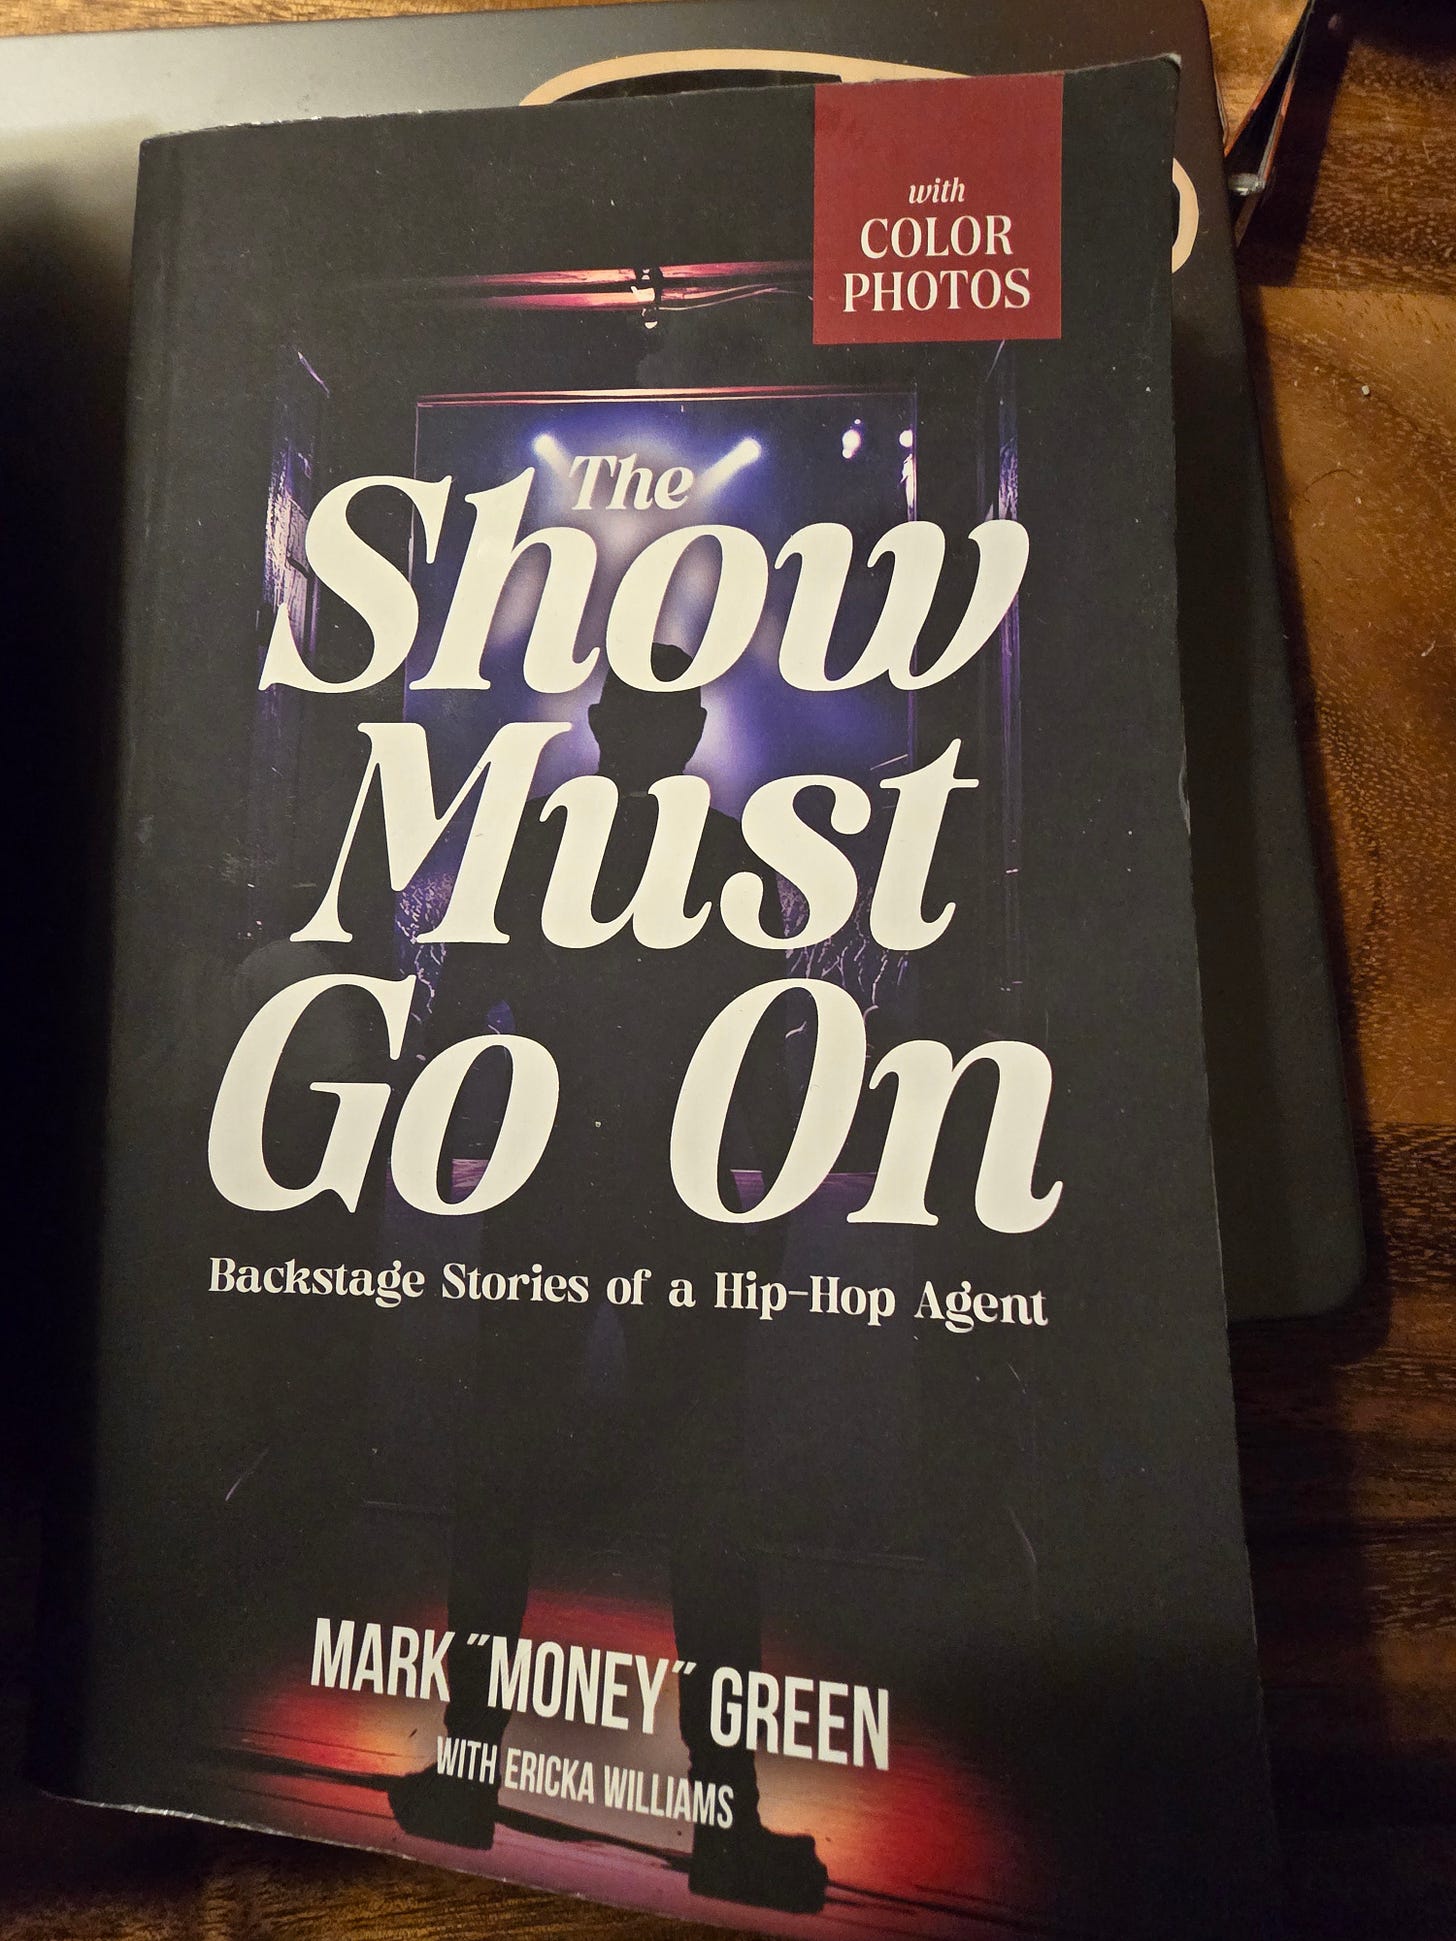 with
COLOR
PHOTOS
The
Show
Must
Go On
Backstage Stories of a Hip-Hop Agent
MARK "MONEY" GREEN
WITH ERICKA WILLIAMS